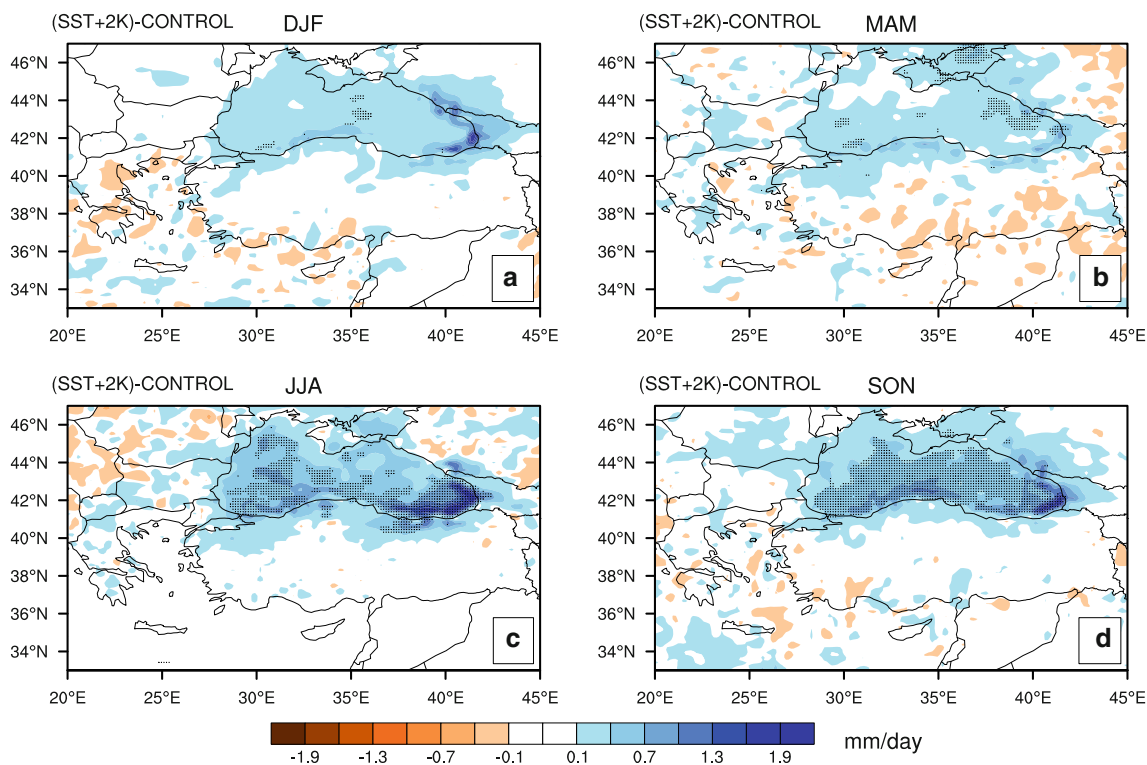 (SST+2K)-CONTROL DJF
46°N
44°N
42°N
40°N
38°N
36°N
34°N
a
20°E 25°E 30°E 35°E 40°E 45°E
(SST+2K)-CONTROL MAM
46°N
44°N
42°N
40°N
38°N
36°N
34°N
b
20°E 25°E 30°E 35°E 40°E 45°E
(SST+2K)-CONTROL JJA
46°N
44°N
42°N
40°N
38°N
36°N
34°N
c
20°E 25°E 30°E 35°E 40°E 45°E
(SST+2K)-CONTROL SON
46°N
44°N
42°N
40°N
38°N
36°N
34°N
d
20°E 25°E 30°E 35°E 40°E 45°E
-1.9 -1.3 -0.7 -0.1 0.1 0.7 1.3 1.9 mm/day